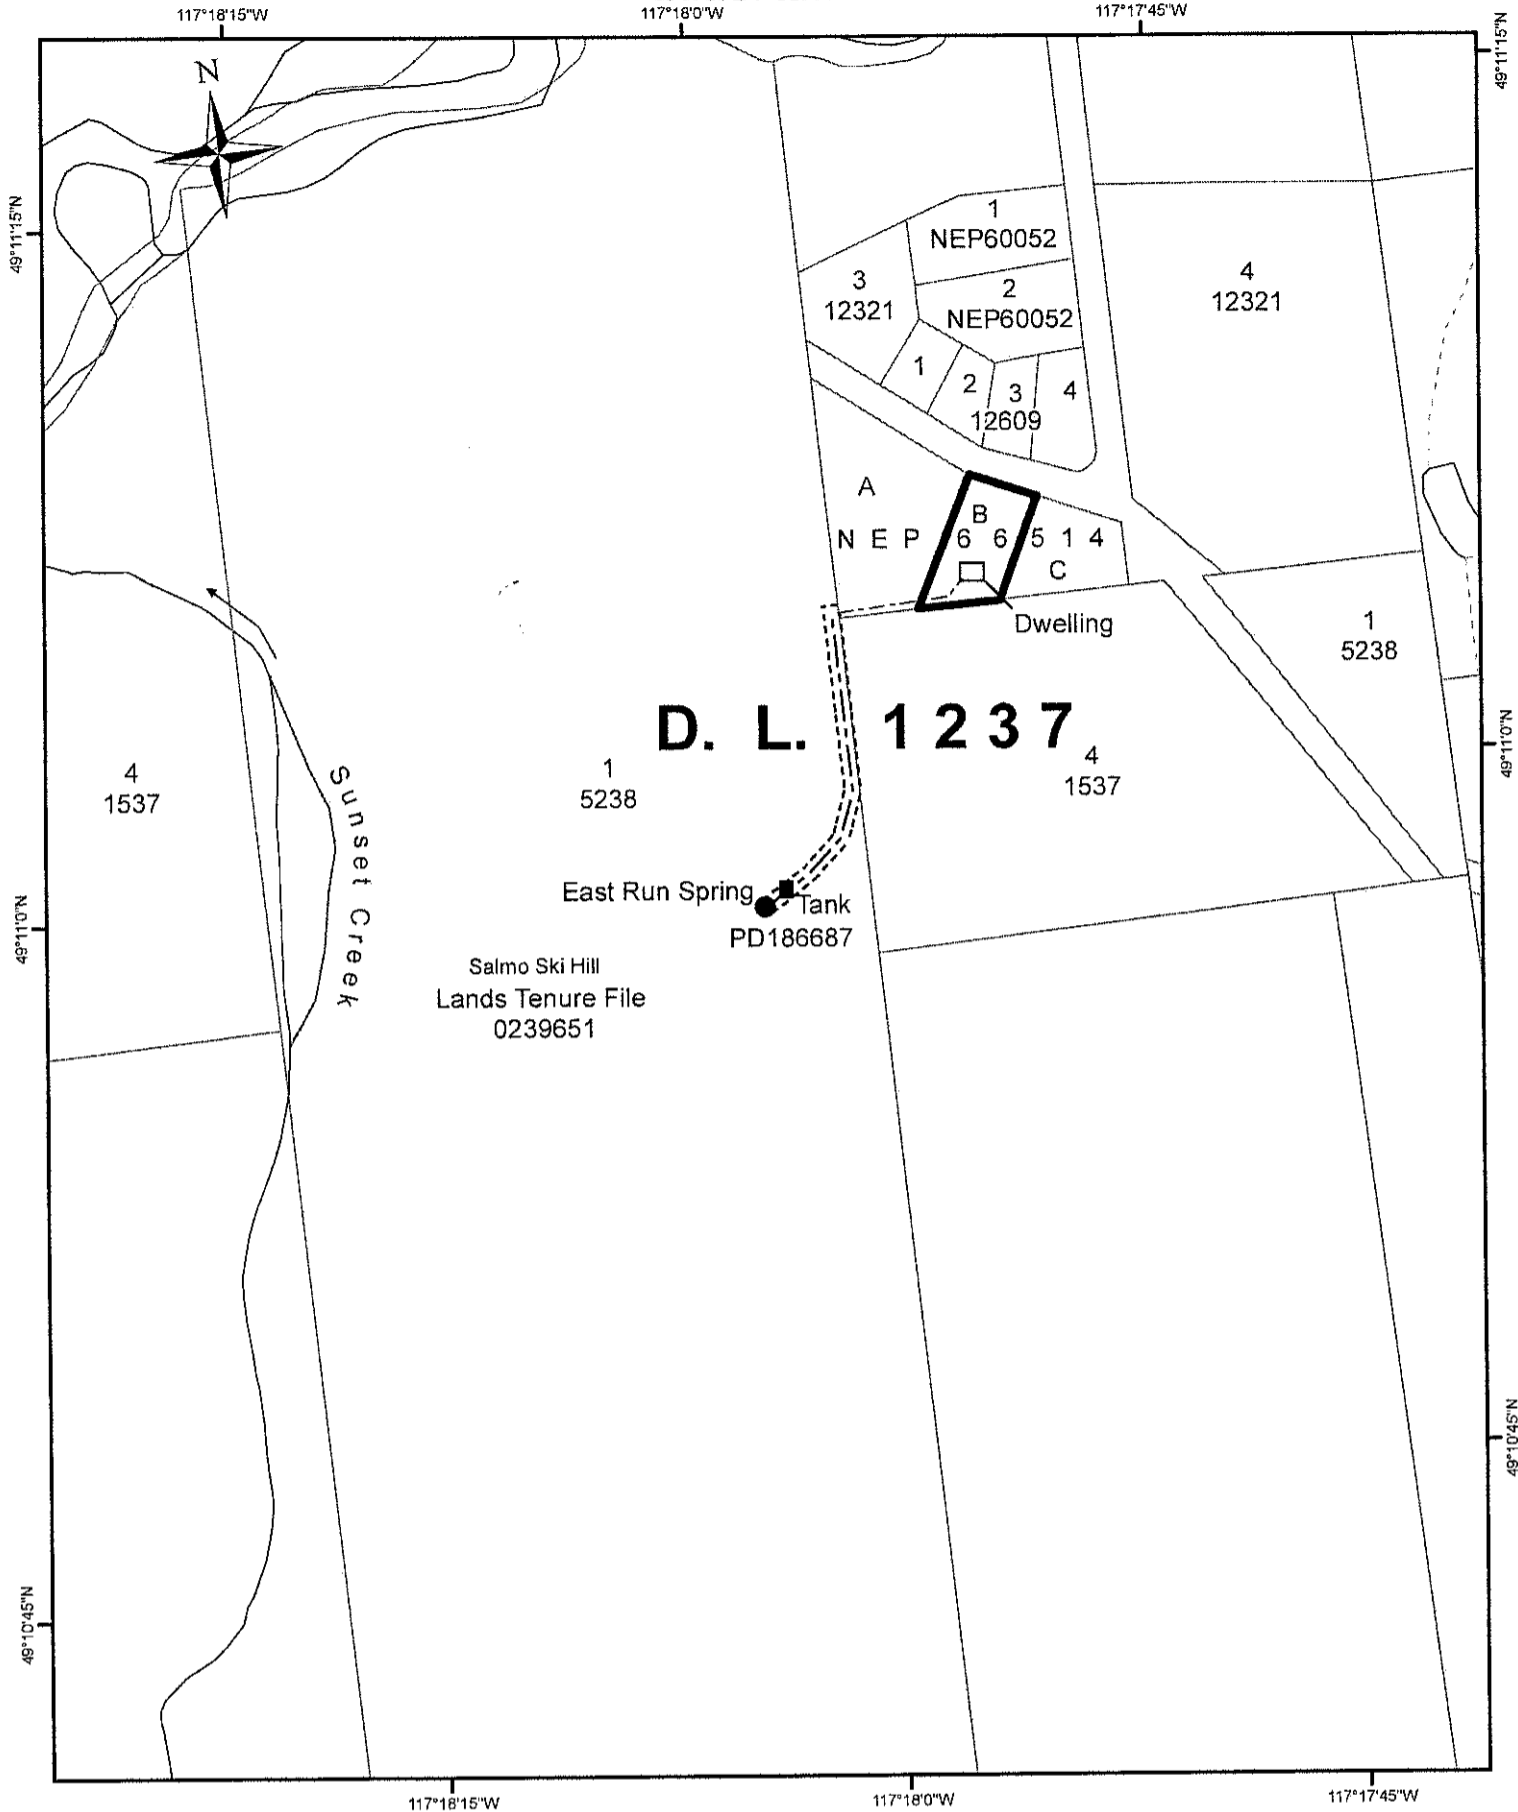 117°18'15"W
117°18'0"W
117°17'45"W
49°11'15"N
N
49°11'15"N
1
NEP60052
3
12321
2
NEP60052
4
12321
1
2
3
4
12609
A
B
N E P 6 6 5 1 4
C
Dwelling
1
5238
D. L. 1237
49°11'0"N
4
1537
Sunset Creek
1
5238
4
1537
East Run Spring
Tank
PD186687
49°11'0"N
Salmo Ski Hill
Lands Tenure File
0239651
49°10'45"N
49°10'45"N
117°18'15"W
117°18'0"W
117°17'45"W